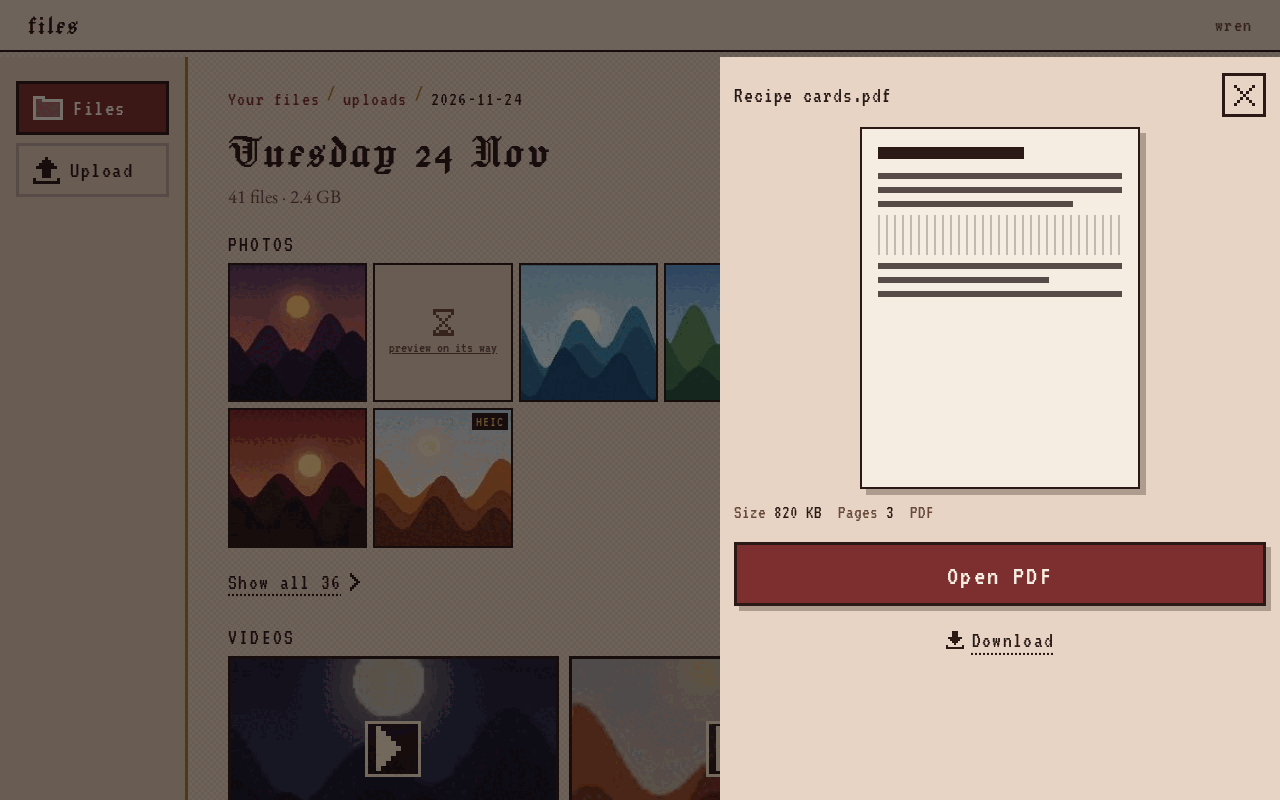 files
wren
Files
Upload
Your files / uploads / 2026-11-24
Tuesday 24 Nov
41 files · 2.4 GB
PHOTOS
preview on its way
HEIC
Show all 36
VIDEOS
Recipe cards.pdf
Size 820 KB Pages 3 PDF
Open PDF
Download